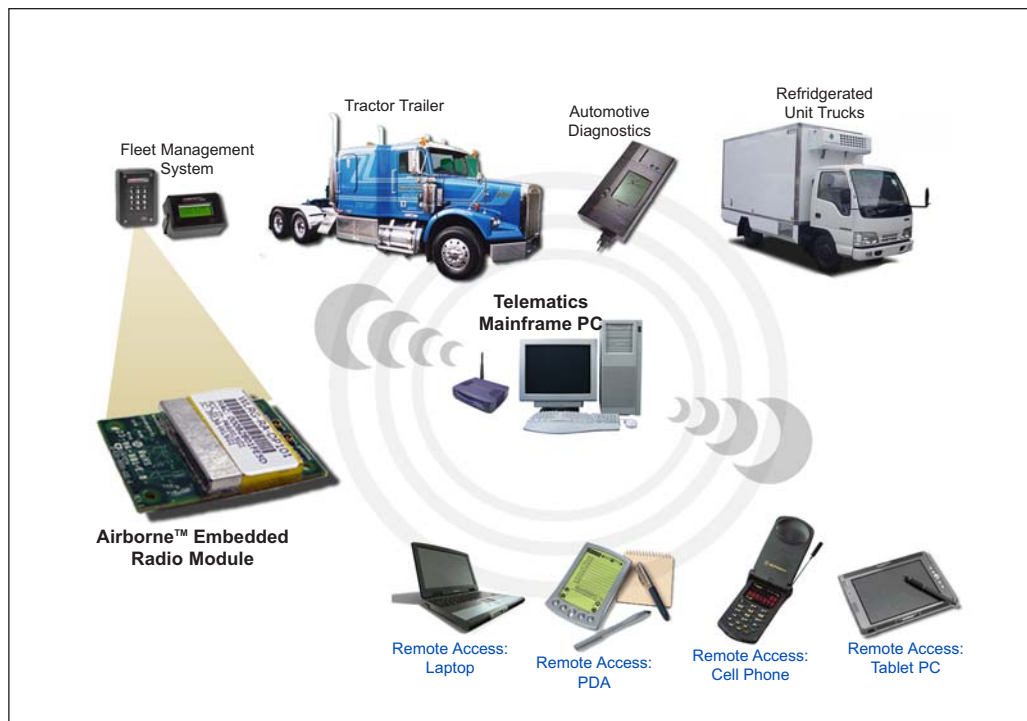 Tractor Trailer
Automotive
Diagnostics
Refridgerated
Unit Trucks
Fleet Management
System
Telematics
Mainframe PC
Airborne™ Embedded
Radio Module
Remote Access:
Laptop
Remote Access:
PDA
Remote Access:
Cell Phone
Remote Access:
Tablet PC